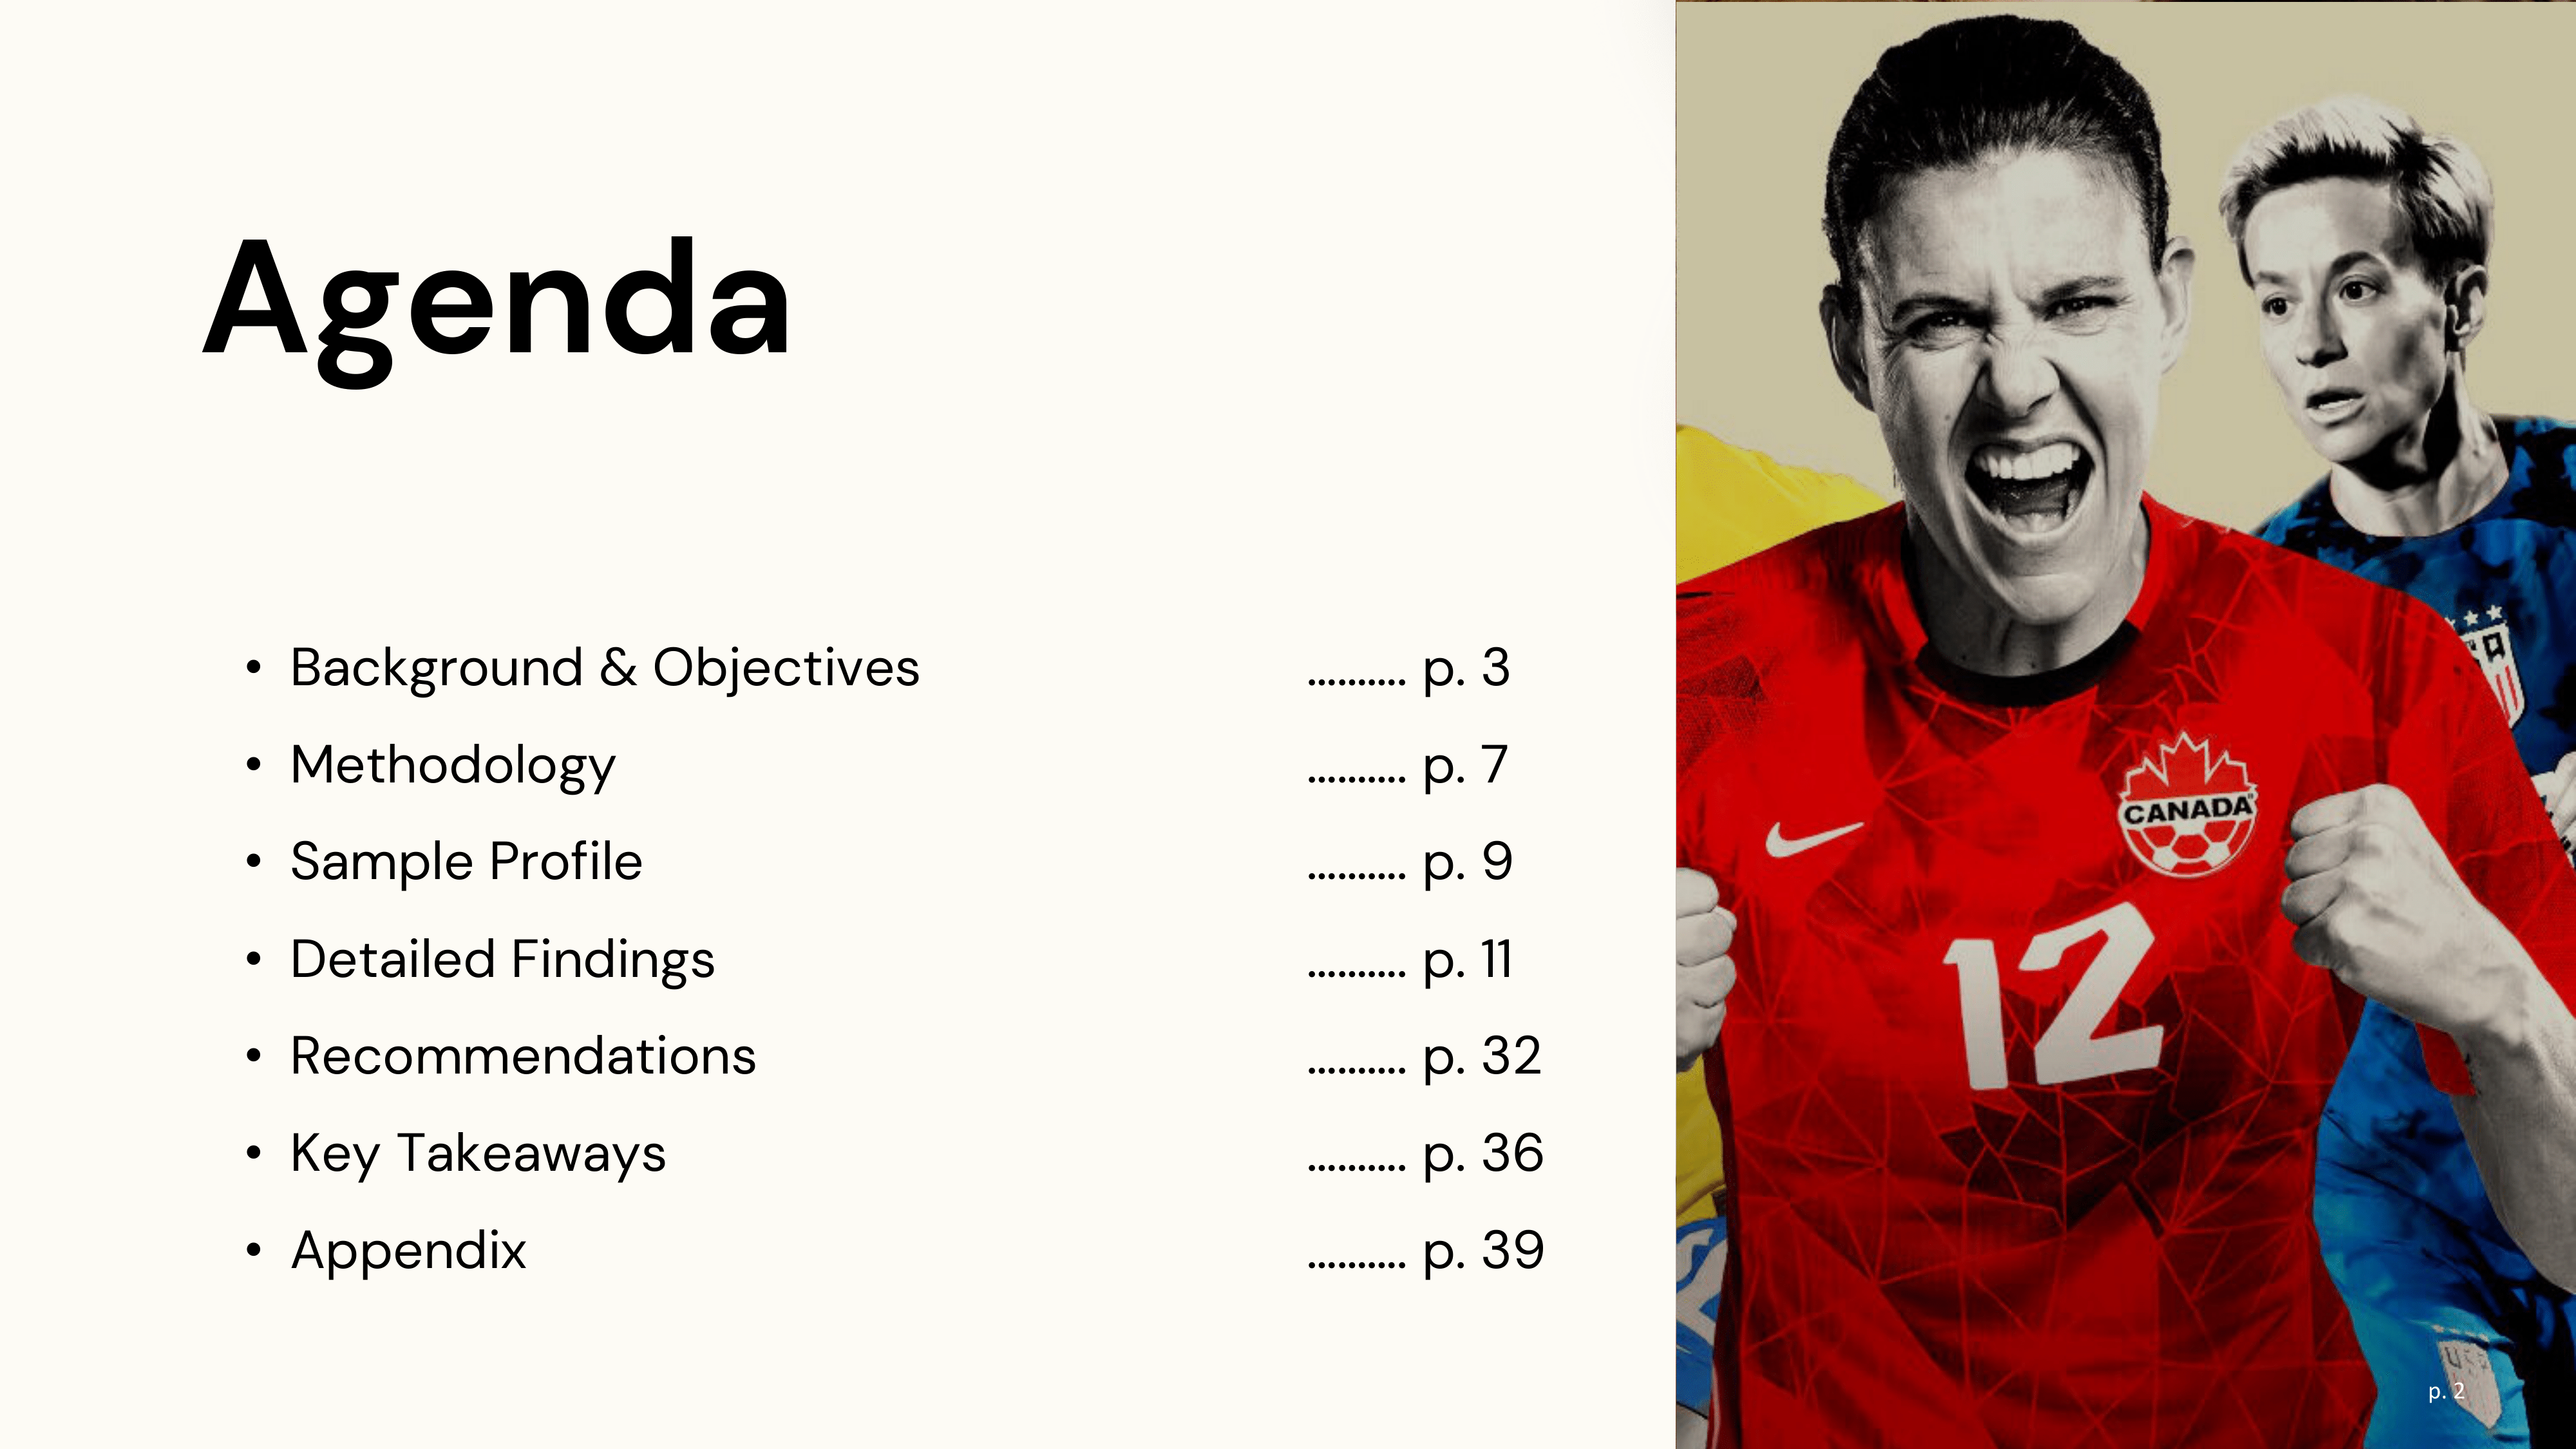 Agenda
• Background & Objectives .......... p. 3
• Methodology .......... p. 7
• Sample Profile .......... p. 9
• Detailed Findings .......... p. 11
• Recommendations .......... p. 32
• Key Takeaways .......... p. 36
• Appendix .......... p. 39
CANADA
12
USA
p. 2